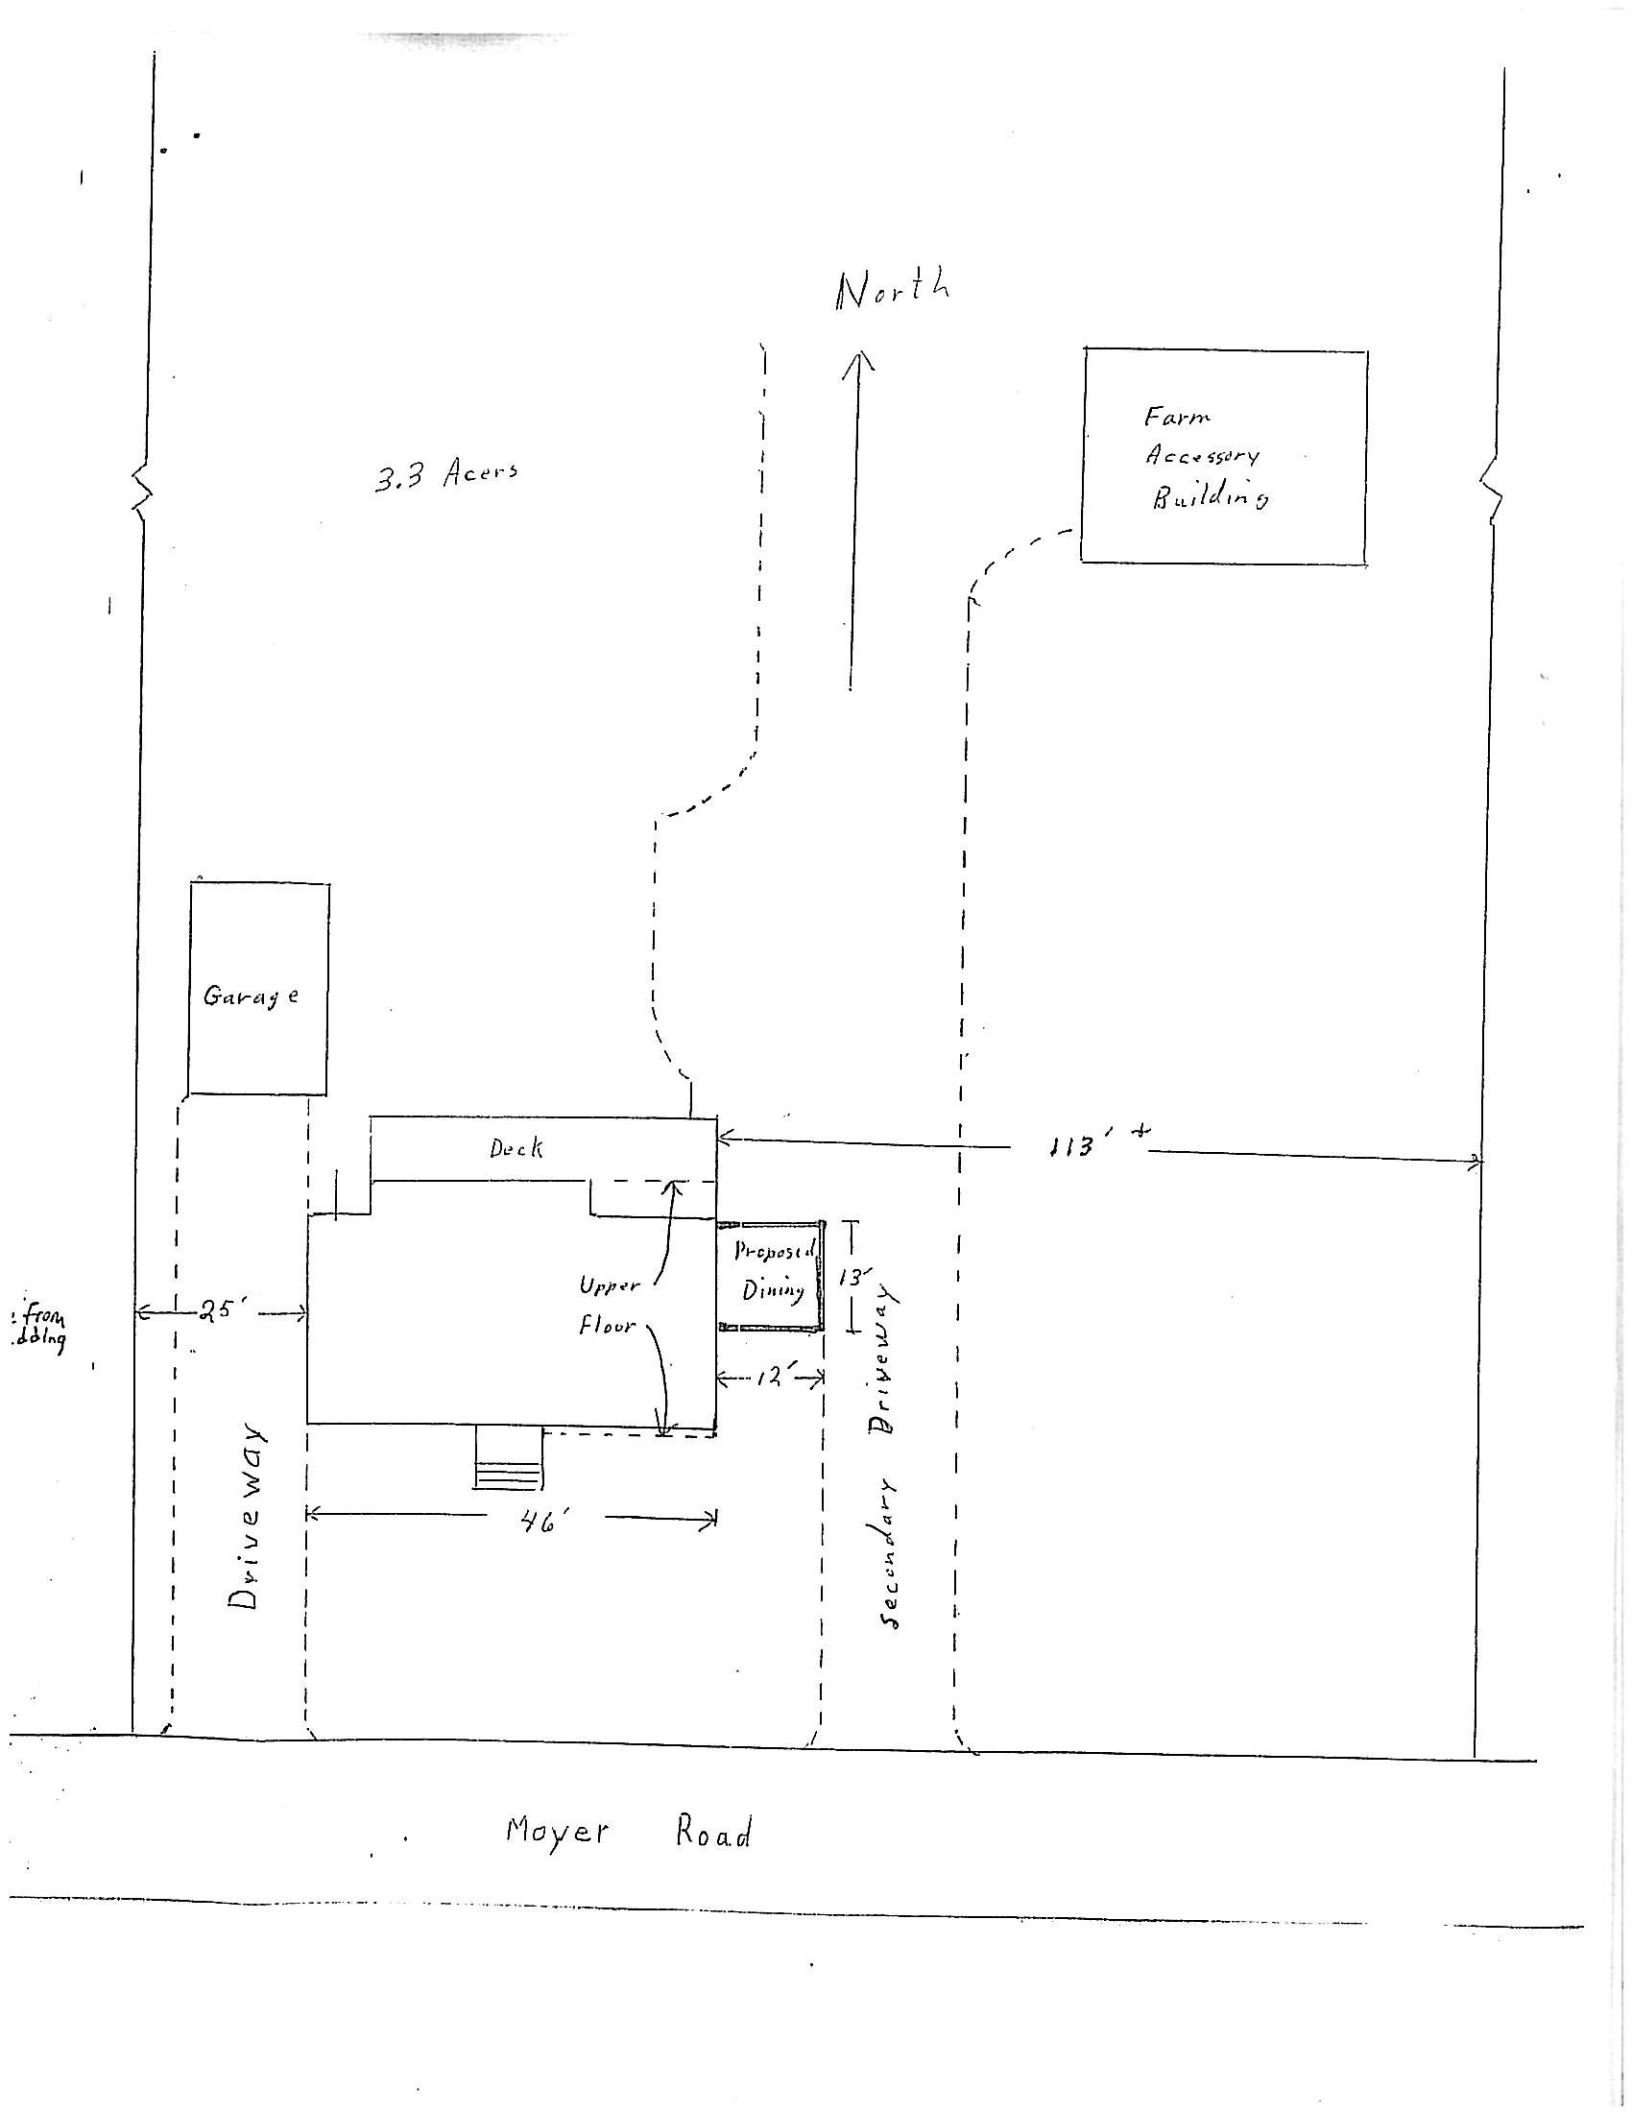 North
Farm
Accessory
Building
3.3 Acers
Garage
Deck
113' +
Proposed
Dining
13'
Upper
Floor
: from
25'
12'
Driveway
Secondary Driveway
46'
Moyer Road